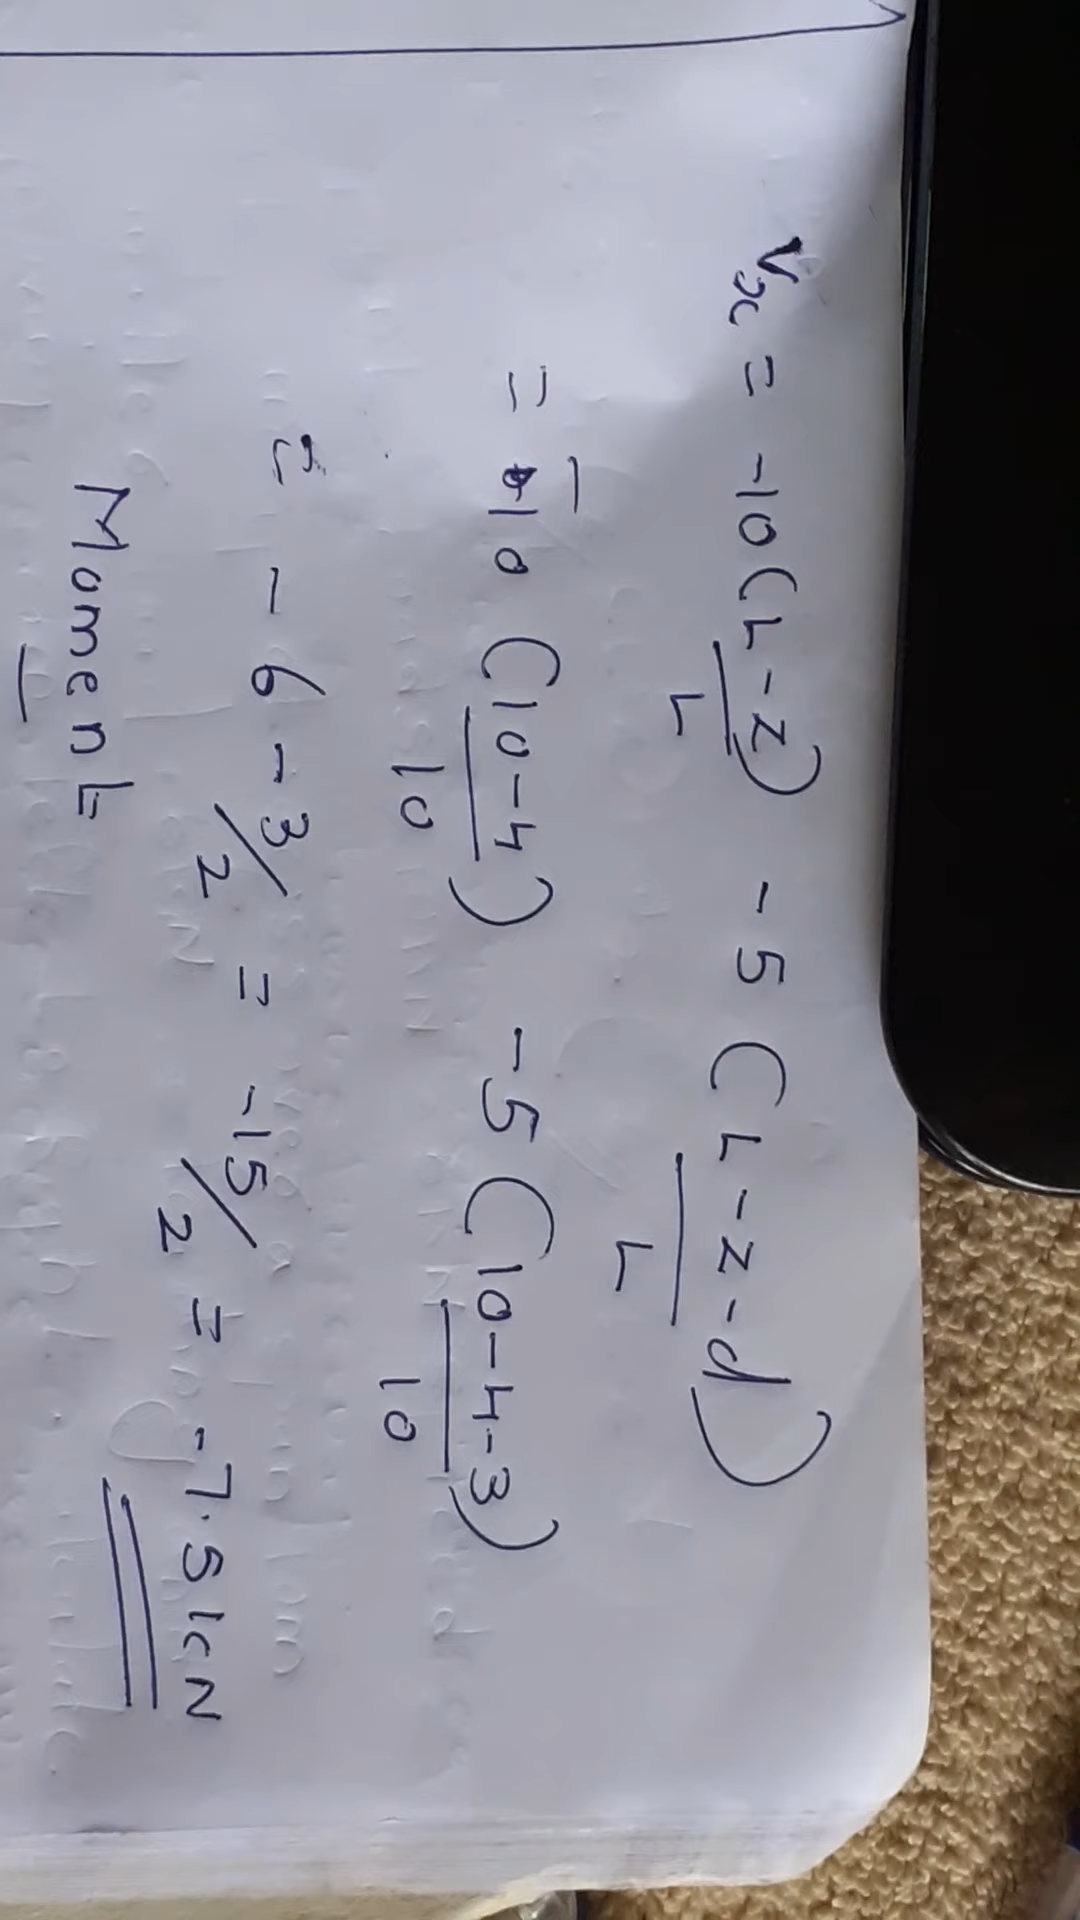 Vx = -10(L-z)/L - 5(L-z-d)/L
= -10(10-4)/10 - 5(10-4-3)/10
= -6 - 3/2 = -15/2 = -7.5kN
Moment